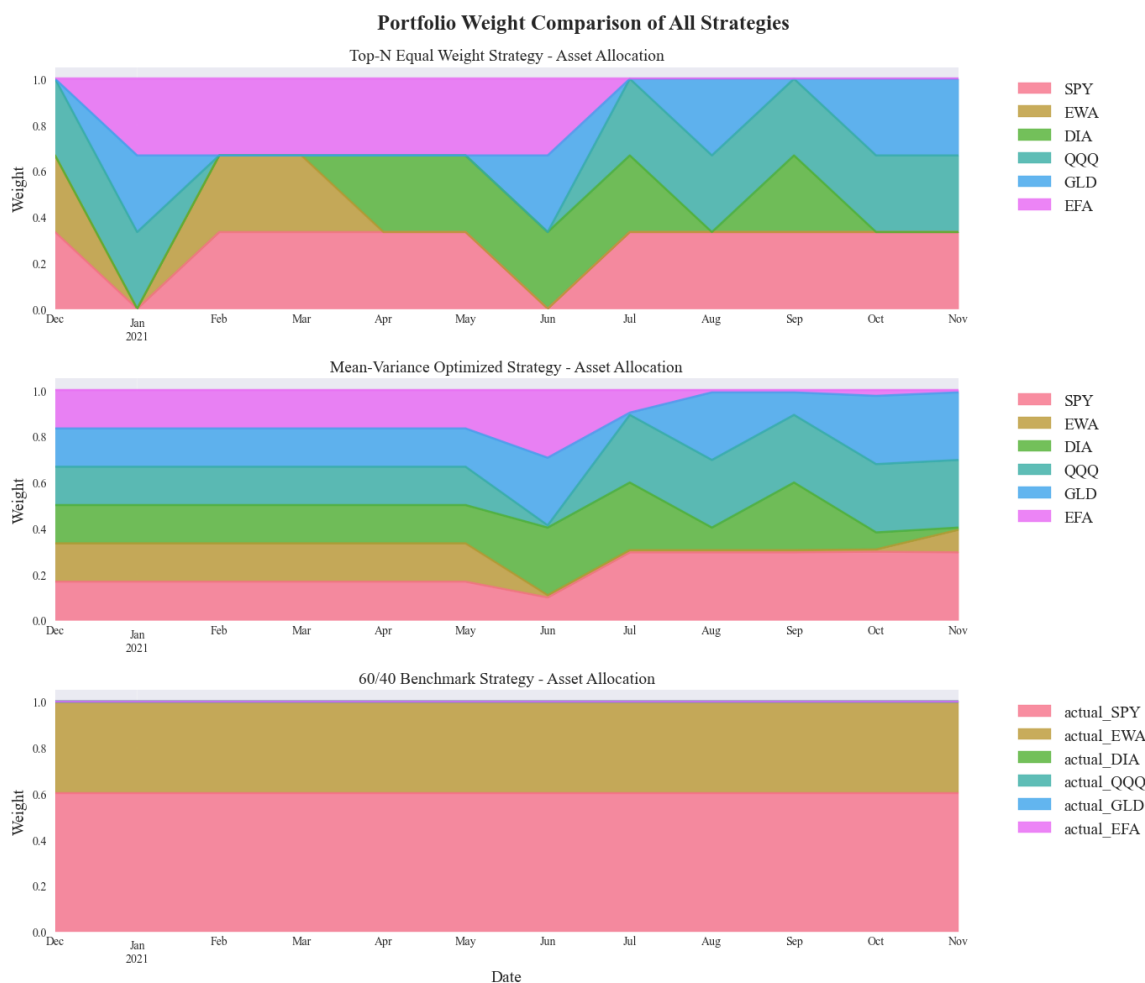 Portfolio Weight Comparison of All Strategies
Top-N Equal Weight Strategy - Asset Allocation
Weight
1.0
0.8
0.6
0.4
0.2
0.0
Dec Jan Feb Mar Apr May Jun Jul Aug Sep Oct Nov
2021
SPY
EWA
DIA
QQQ
GLD
EFA
Mean-Variance Optimized Strategy - Asset Allocation
Weight
1.0
0.8
0.6
0.4
0.2
0.0
Dec Jan Feb Mar Apr May Jun Jul Aug Sep Oct Nov
2021
SPY
EWA
DIA
QQQ
GLD
EFA
60/40 Benchmark Strategy - Asset Allocation
Weight
1.0
0.8
0.6
0.4
0.2
0.0
Dec Jan Feb Mar Apr May Jun Jul Aug Sep Oct Nov
2021
Date
actual_SPY
actual_EWA
actual_DIA
actual_QQQ
actual_GLD
actual_EFA